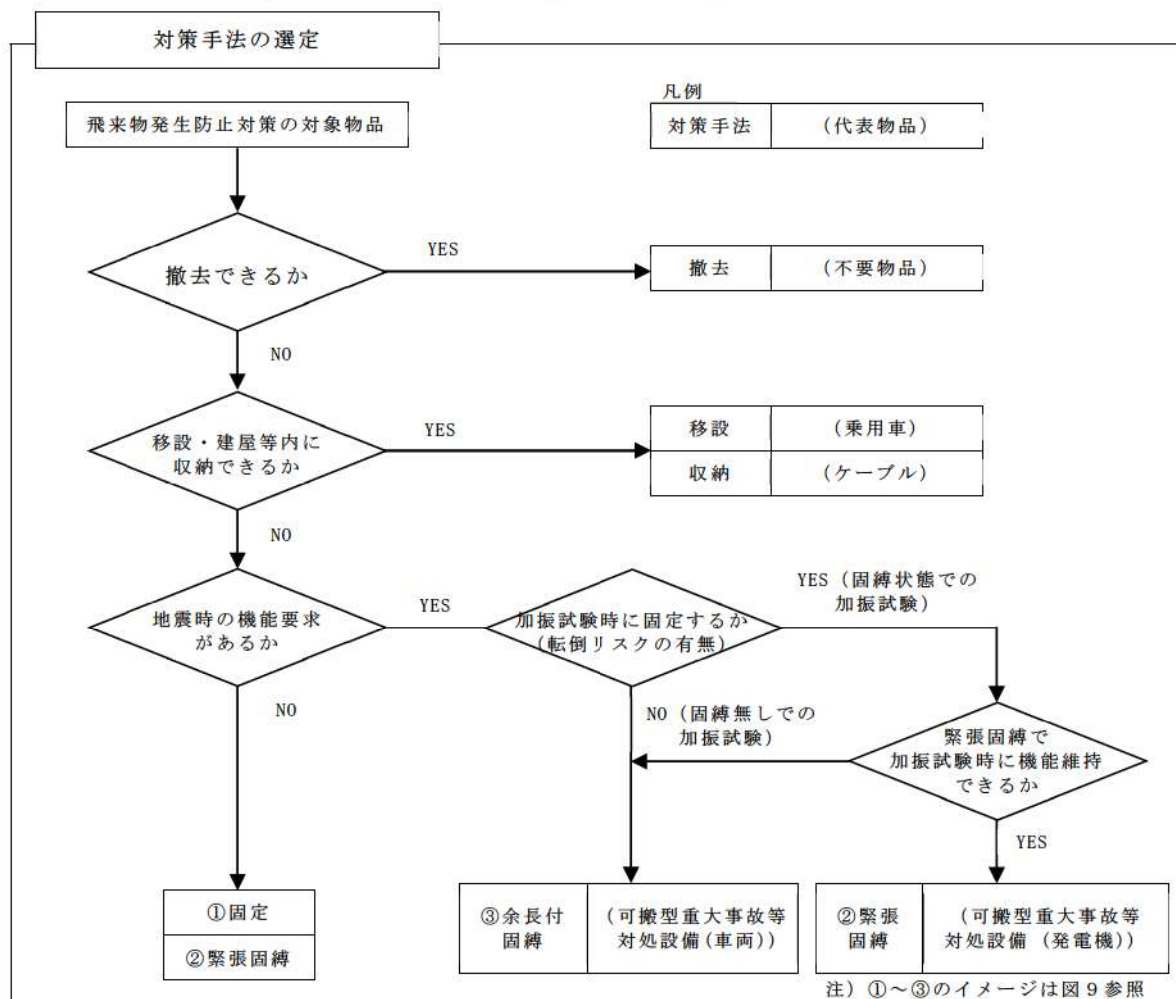 対策手法の選定
凡例
飛来物発生防止対策の対象物品
対策手法 (代表物品)
撤去できるか
YES
撤去 (不要物品)
NO
移設・建屋等内に
収納できるか
YES
移設 (乗用車)
収納 (ケーブル)
NO
地震時の機能要求
があるか
YES
加振試験時に固定するか
(転倒リスクの有無)
YES (固縛状態での
加振試験)
NO
NO (固縛無しでの
加振試験)
緊張固縛で
加振試験時に機能維持
できるか
YES
①固定
②緊張固縛
③余長付
固縛
(可搬型重大事故等
対処設備(車両))
②緊張
固縛
(可搬型重大事故等
対処設備 (発電機))
注) ①~③のイメージは図9参照